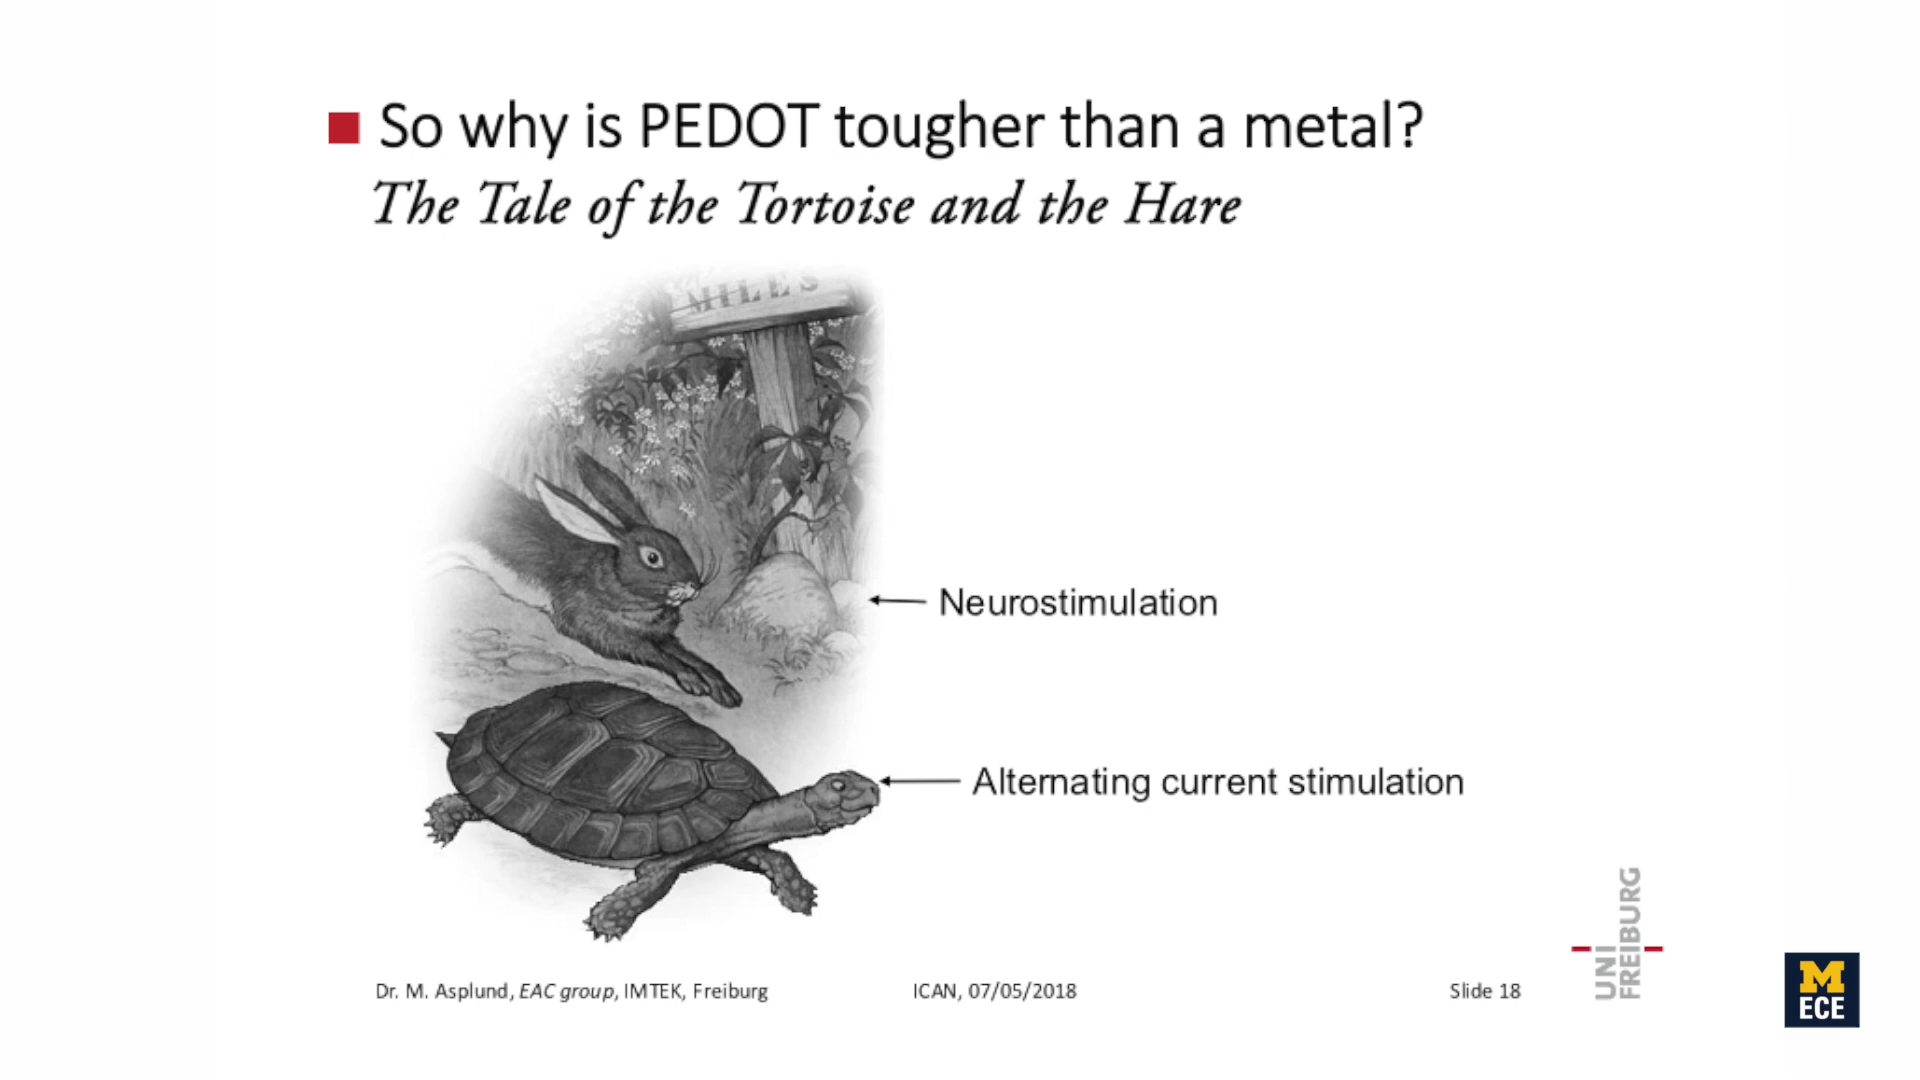 So why is PEDOT tougher than a metal?
The Tale of the Tortoise and the Hare
MILES
Neurostimulation
Alternating current stimulation
UNI
FREIBURG
Dr. M. Asplund, EAC group, IMTEK, Freiburg
ICAN, 07/05/2018
Slide 18
M
ECE